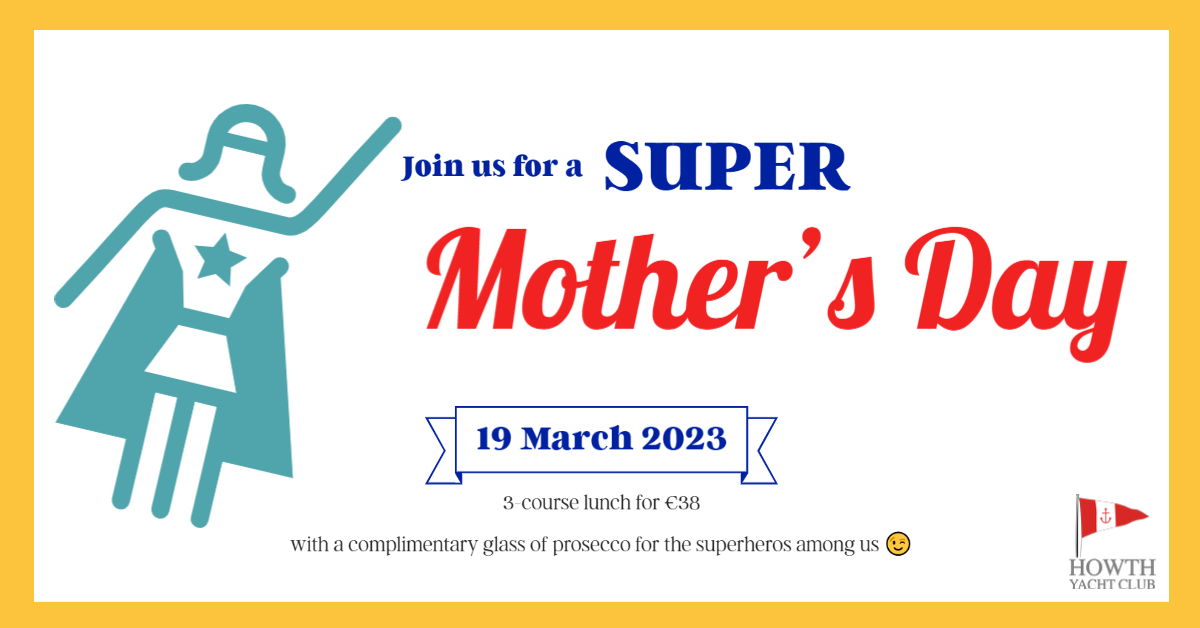 Join us for a SUPER
Mother's Day
19 March 2023
3-course lunch for €38
with a complimentary glass of prosecco for the superheros among us 😉
HOWTH
YACHT CLUB